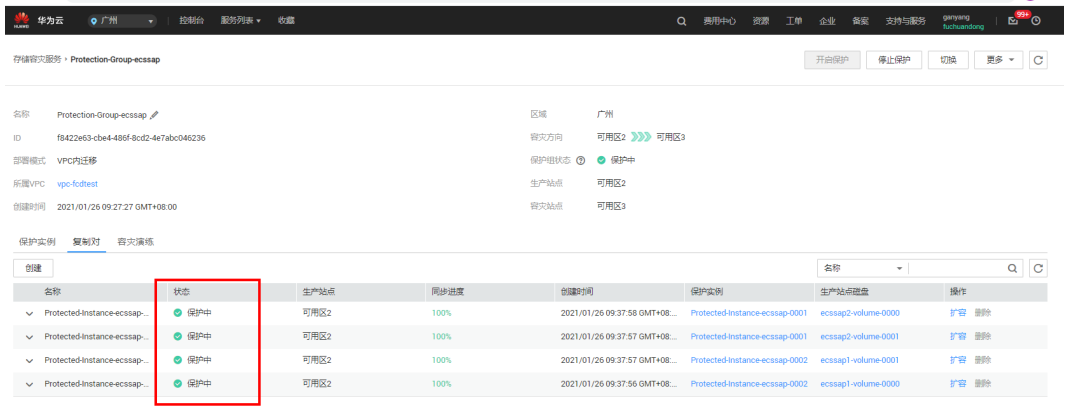 HUAWEI 华为云 广州 控制台 服务列表 收藏 费用中心 资源 工单 企业 备案 支持与服务 ganyang fuchuandong 99+
存储容灾服务 › Protection-Group-ecssap 开启保护 停止保护 切换 更多
名称 Protection-Group-ecssap 区域 广州
ID f8422e63-cbe4-486f-8cd2-4e7abc046236 容灾方向 可用区2 可用区3
部署模式 VPC内迁移 保护组状态 保护中
所属VPC vpc-fcdtest 生产站点 可用区2
创建时间 2021/01/26 09:27:27 GMT+08:00 容灾站点 可用区3
保护实例 复制对 容灾演练
创建 名称
名称 状态 生产站点 同步进度 创建时间 保护实例 生产站点磁盘 操作
Protected-Instance-ecssap-... 保护中 可用区2 100% 2021/01/26 09:37:58 GMT+08:... Protected-Instance-ecssap-0001 ecssap2-volume-0000 扩容 删除
Protected-Instance-ecssap-... 保护中 可用区2 100% 2021/01/26 09:37:57 GMT+08:... Protected-Instance-ecssap-0001 ecssap2-volume-0001 扩容 删除
Protected-Instance-ecssap-... 保护中 可用区2 100% 2021/01/26 09:37:57 GMT+08:... Protected-Instance-ecssap-0002 ecssap1-volume-0001 扩容 删除
Protected-Instance-ecssap-... 保护中 可用区2 100% 2021/01/26 09:37:56 GMT+08:... Protected-Instance-ecssap-0002 ecssap1-volume-0000 扩容 删除